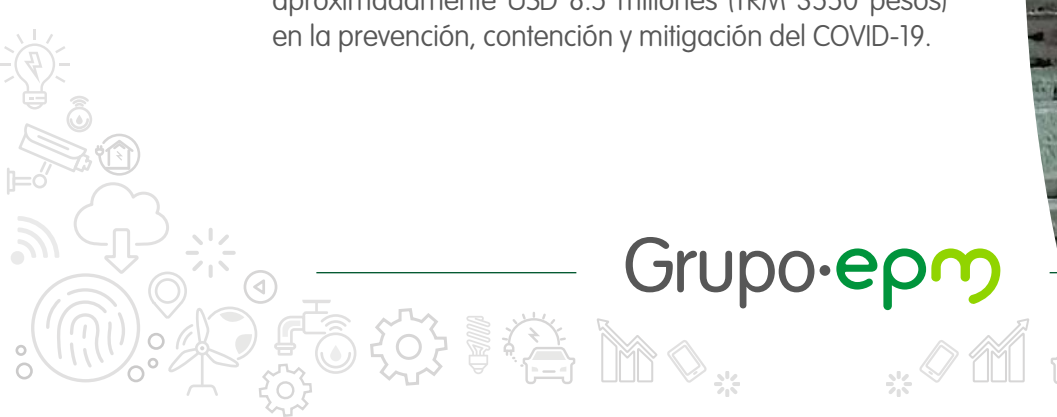 aproximadamente USD 8.5 millones (TRM 3550 pesos)
en la prevención, contención y mitigación del COVID-19.
Grupo·epm